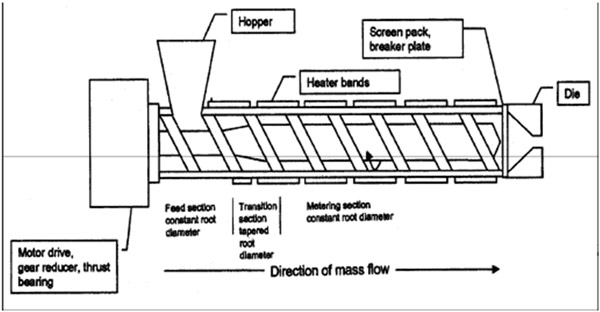 Hopper
Screen pack,
breaker plate
Heater bands
Die
Feed section
constant root
diameter
Transition
section
tapered
root
diameter
Metering section
constant root diameter
Motor drive,
gear reducer, thrust
bearing
Direction of mass flow